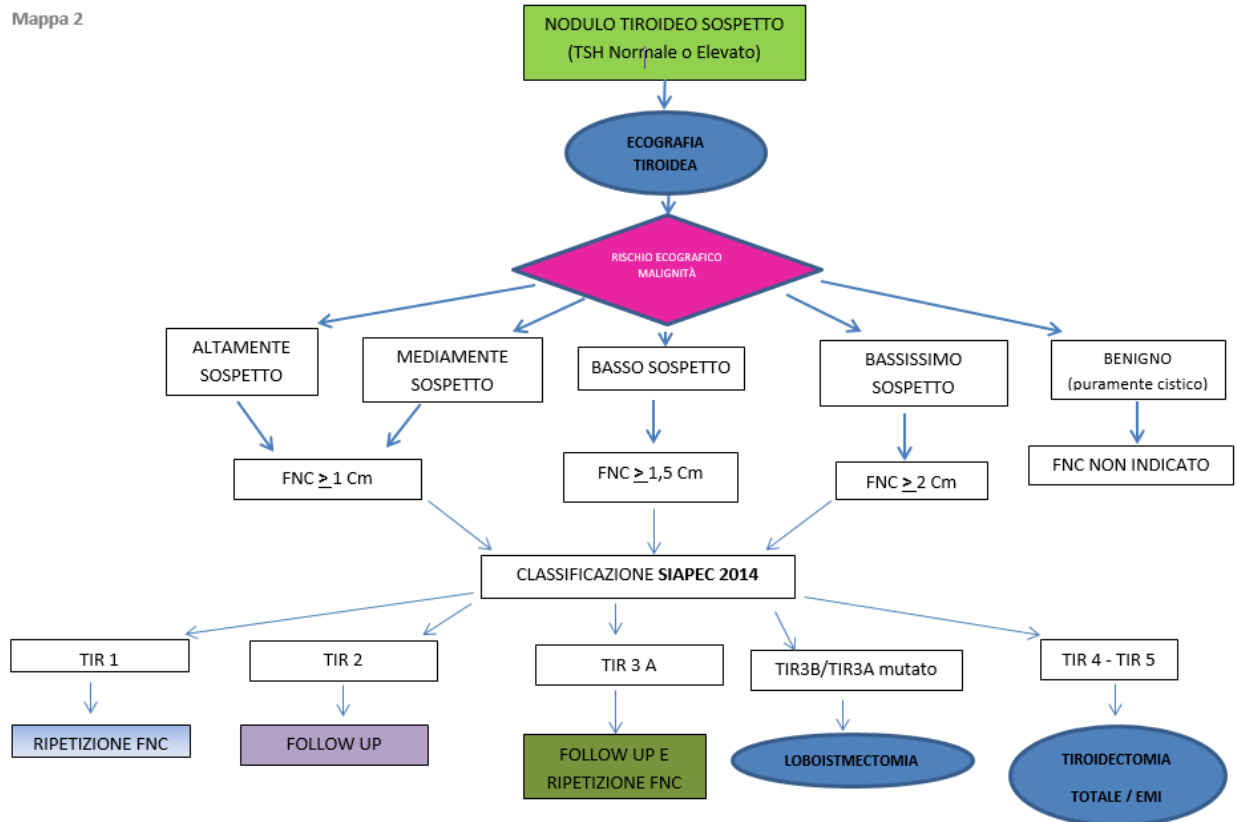 Mappa 2
NODULO TIROIDEO SOSPETTO
(TSH Normale o Elevato)
ECOGRAFIA
TIROIDEA
RISCHIO ECOGRAFICO
MALIGNITÀ
ALTAMENTE
SOSPETTO
MEDIAMENTE
SOSPETTO
BASSO SOSPETTO
BASSISSIMO
SOSPETTO
BENIGNO
(puramente cistico)
FNC ≥ 1 Cm
FNC ≥ 1,5 Cm
FNC ≥ 2 Cm
FNC NON INDICATO
CLASSIFICAZIONE SIAPEC 2014
TIR 1
TIR 2
TIR 3 A
TIR3B/TIR3A mutato
TIR 4 - TIR 5
RIPETIZIONE FNC
FOLLOW UP
FOLLOW UP E
RIPETIZIONE FNC
LOBOISTMECTOMIA
TIROIDECTOMIA
TOTALE / EMI